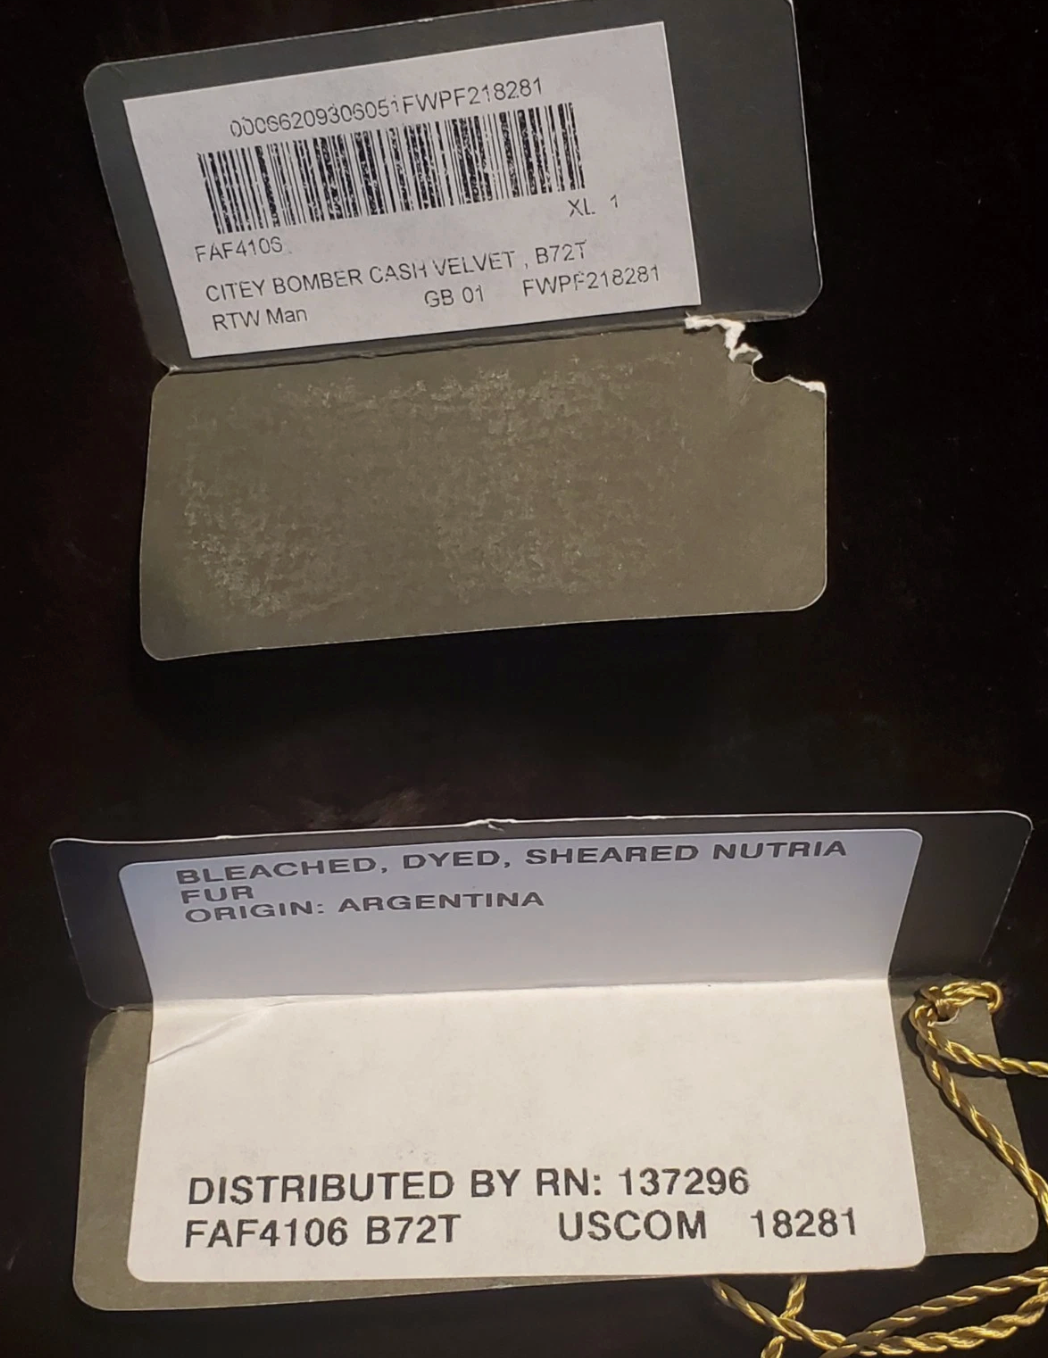 00066209306051FWPF218281
XL 1
FAF4106
CITEY BOMBER CASH VELVET , B72T
RTW Man GB 01 FWPF218281
BLEACHED, DYED, SHEARED NUTRIA
FUR
ORIGIN: ARGENTINA
DISTRIBUTED BY RN: 137296
FAF4106 B72T USCOM 18281